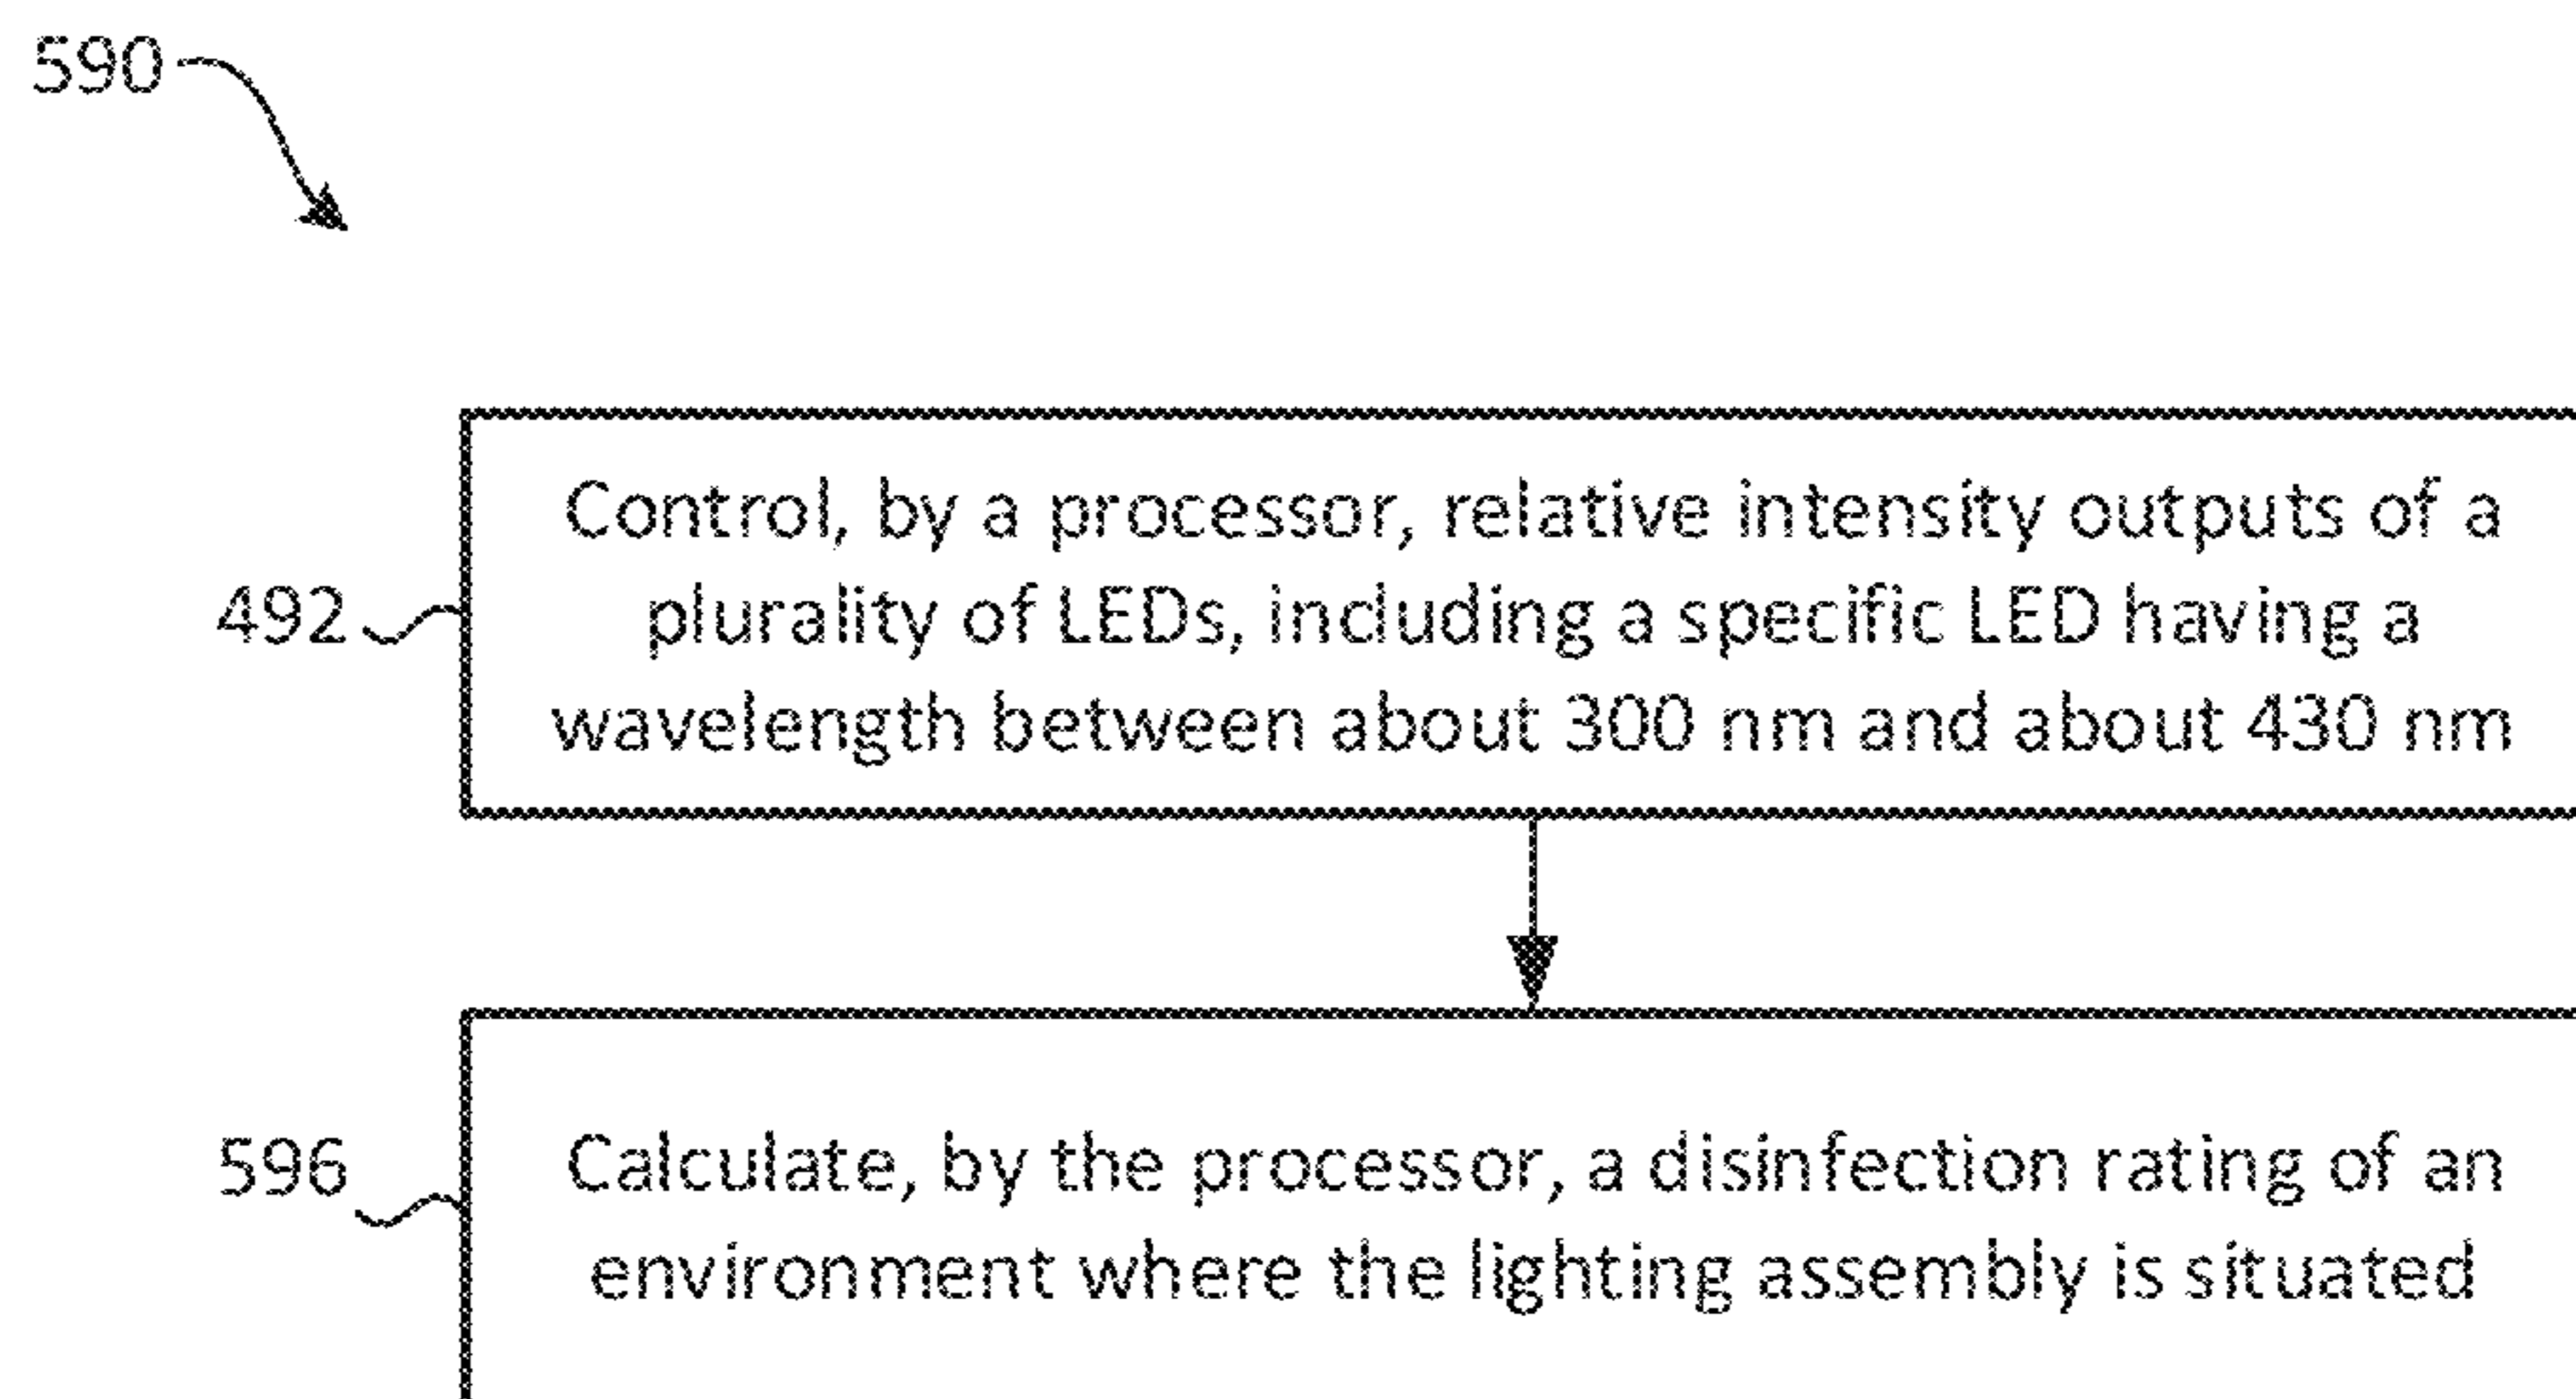 590
492
Control, by a processor, relative intensity outputs of a
plurality of LEDs, including a specific LED having a
wavelength between about 300 nm and about 430 nm
596
Calculate, by the processor, a disinfection rating of an
environment where the lighting assembly is situated